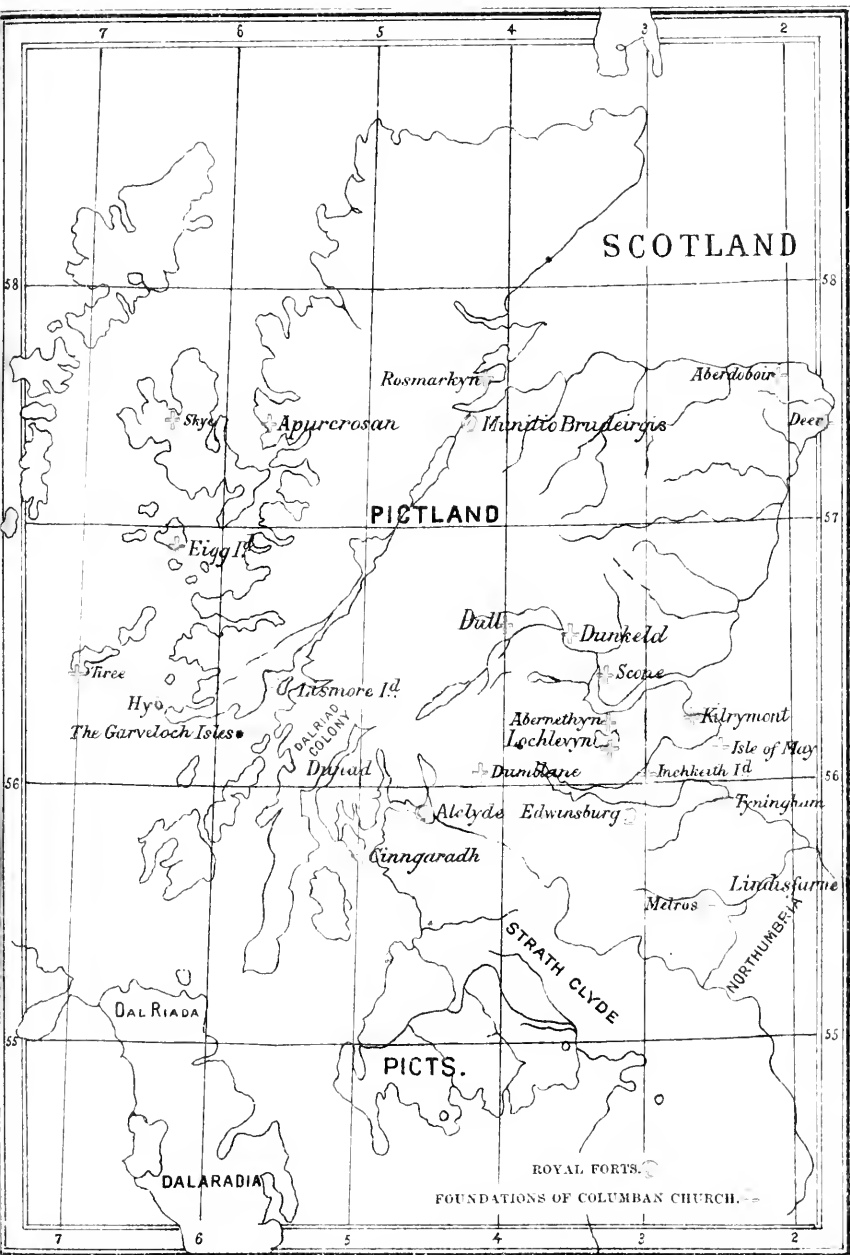 7 6 5 4 3 2
SCOTLAND
58 58
Rosmarkyn
Aberdoboir
Skye
Apurcrosan
Munitio Brudeirgis
Deer
PICTLAND
57
Eigg Id
Dull
Dunkeld
Tiree
Scone
Lismore Id
Hy
Abernethyn
Kilrymont
The Garveloch Isles
DALRIAD
COLONY
Lochlevyn
Isle of May
Dunad
Dumblane
Inchkeith Id
56 56
Tyningham
Alclyde
Edwinsburg
Cinngaradh
Lindisfarne
Melros
NORTHUMBRIA
STRATH CLYDE
DAL RIADA
55 55
PICTS.
ROYAL FORTS.
DALARADIA
FOUNDATIONS OF COLUMBAN CHURCH.
7 6 5 4 3 2